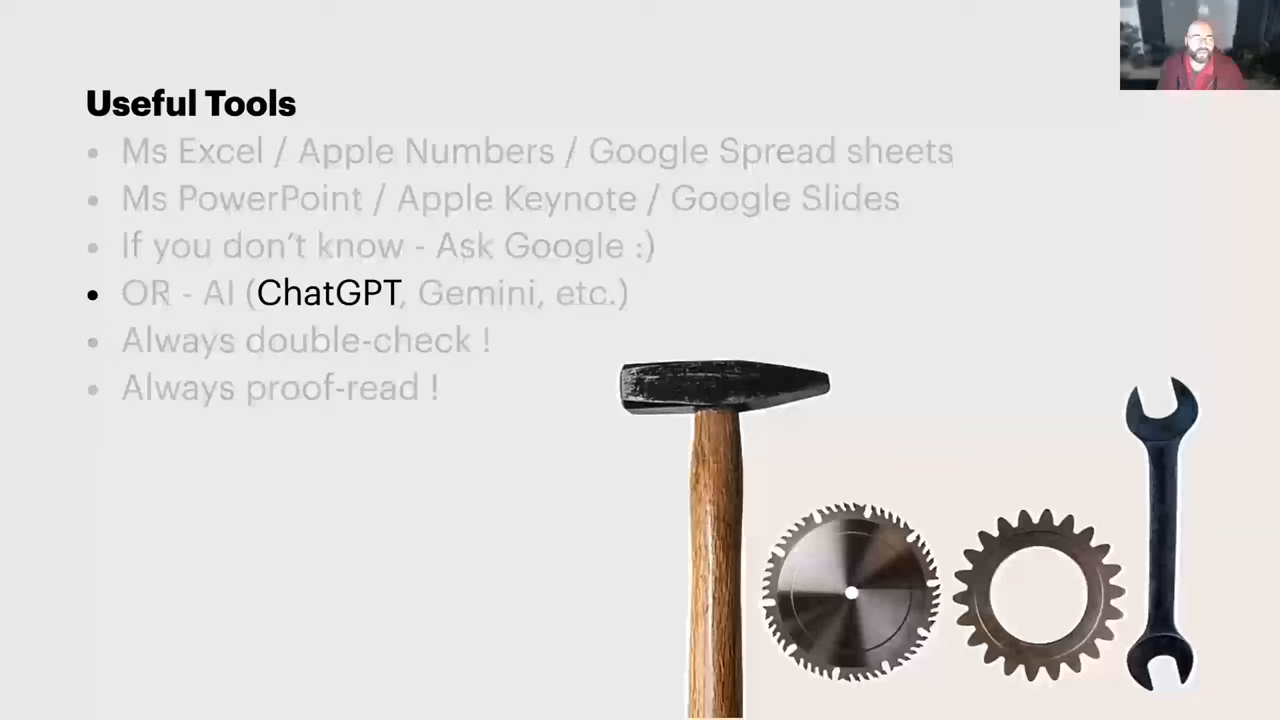 Useful Tools
• Ms Excel / Apple Numbers / Google Spread sheets
• Ms PowerPoint / Apple Keynote / Google Slides
• If you don’t know - Ask Google :)
• OR - AI (ChatGPT, Gemini, etc.)
• Always double-check !
• Always proof-read !